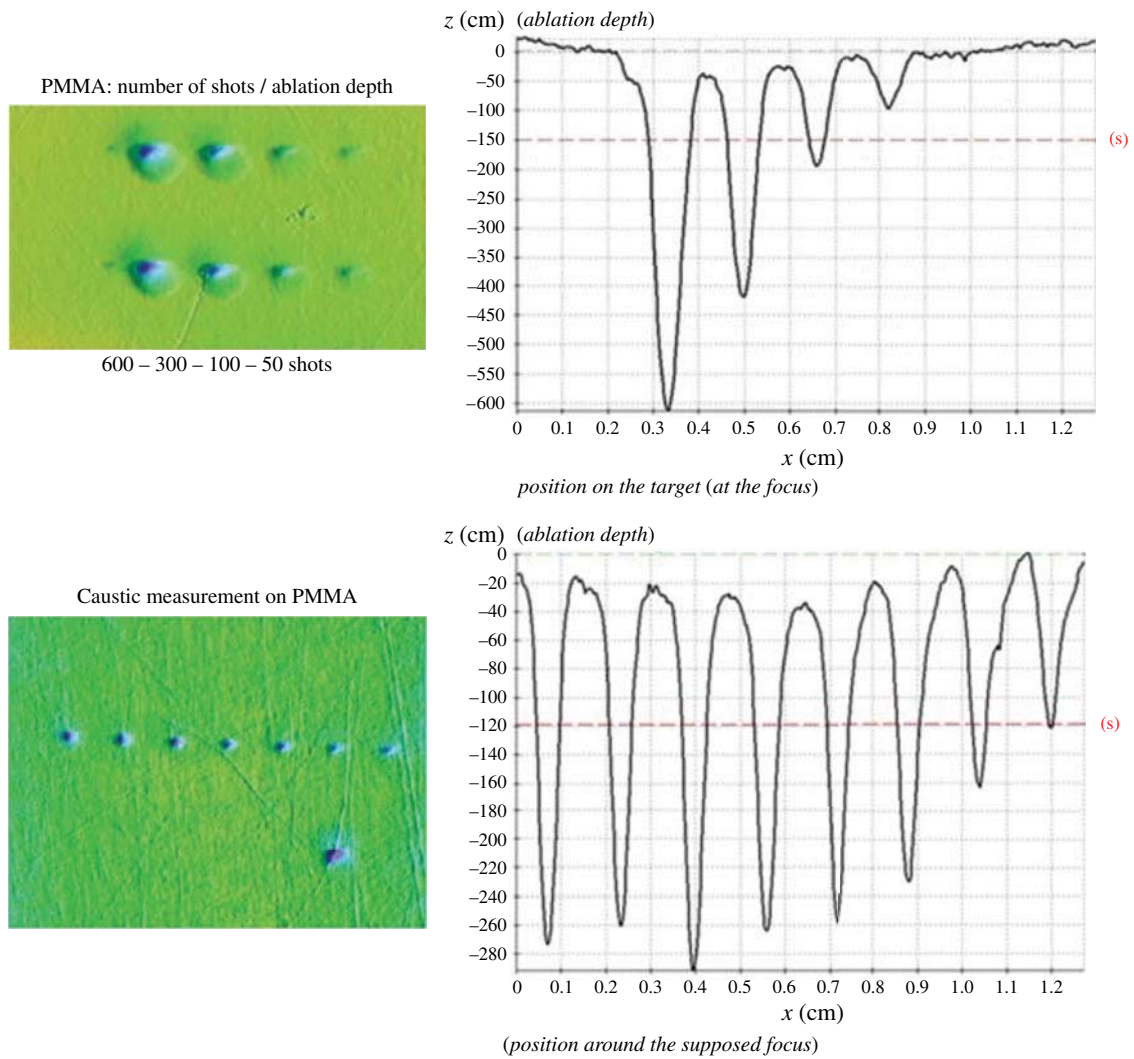 PMMA: number of shots / ablation depth
600 – 300 – 100 – 50 shots
z (cm) (ablation depth)
0
–50
–100
–150
–200
–250
–300
–350
–400
–450
–500
–550
–600
(s)
0 0.1 0.2 0.3 0.4 0.5 0.6 0.7 0.8 0.9 1.0 1.1 1.2
x (cm)
position on the target (at the focus)
Caustic measurement on PMMA
z (cm) (ablation depth)
0
–20
–40
–60
–80
–100
–120
–140
–160
–180
–200
–220
–240
–260
–280
(s)
0 0.1 0.2 0.3 0.4 0.5 0.6 0.7 0.8 0.9 1.0 1.1 1.2
x (cm)
(position around the supposed focus)